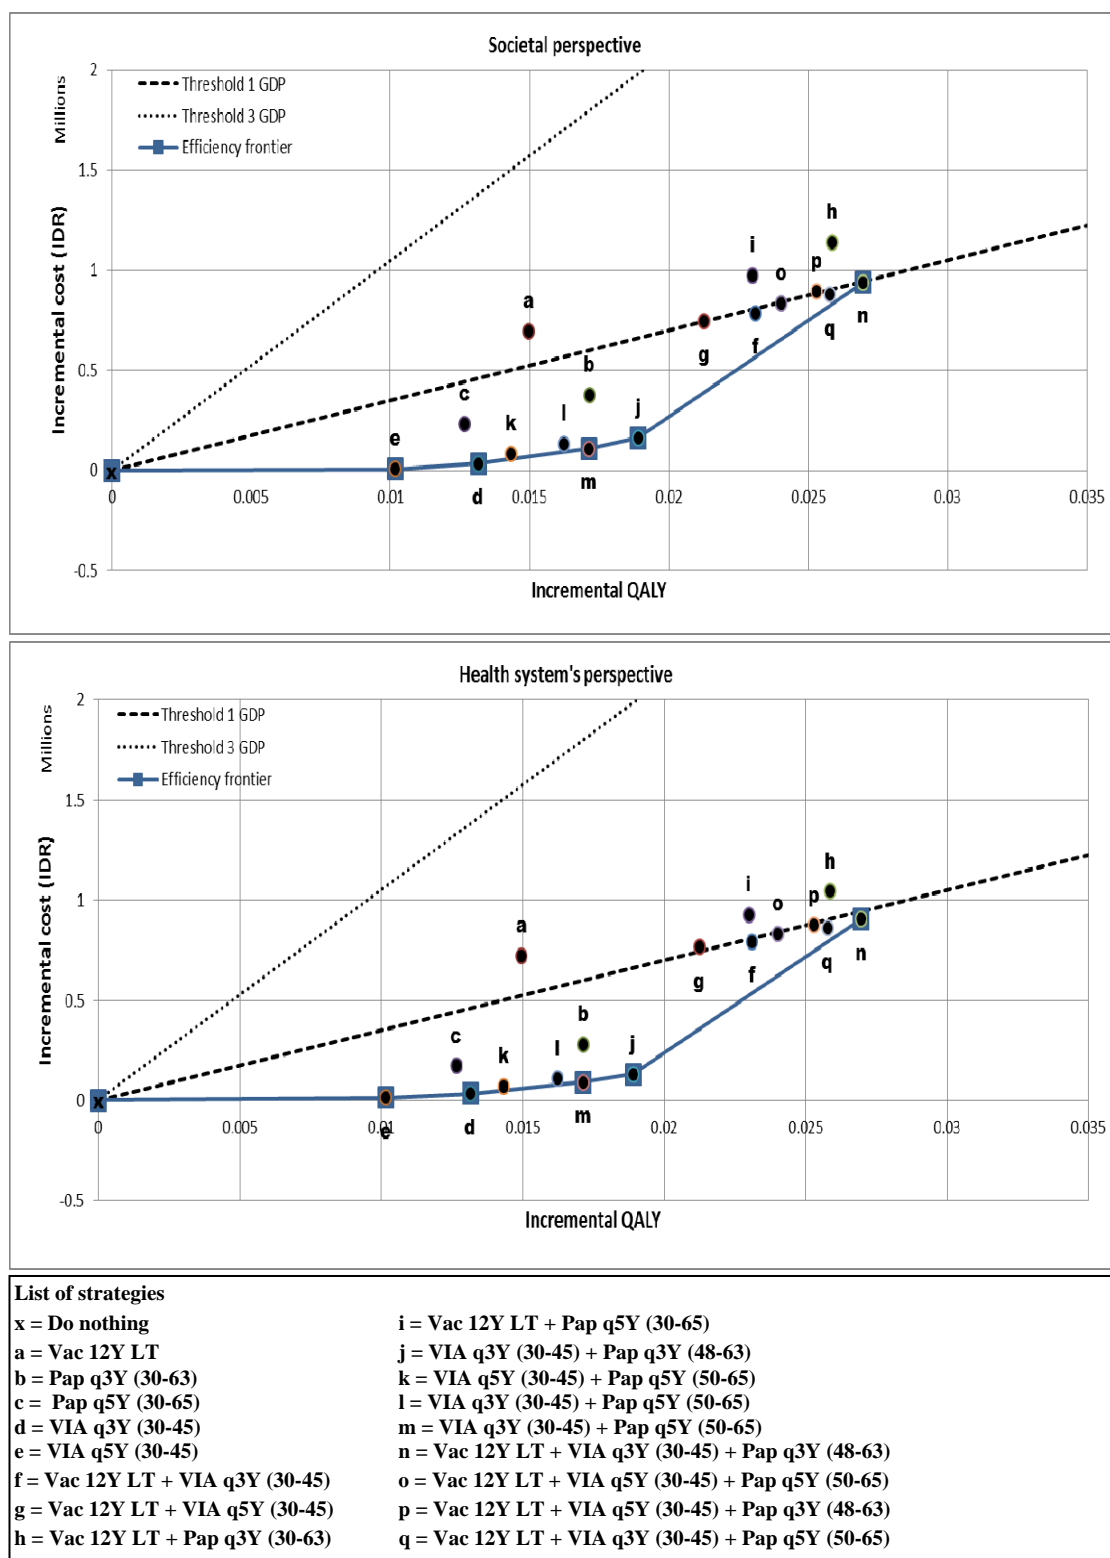 Societal perspective
Millions
Incremental cost (IDR)
2
1.5
1
0.5
0
-0.5
Threshold 1 GDP
Threshold 3 GDP
Efficiency frontier
x
e
d
c
k
a
l
b
m
j
g
i
f
o
p
q
h
n
0
0.005
0.01
0.015
0.02
0.025
0.03
0.035
Incremental QALY
Health system's perspective
Millions
Incremental cost (IDR)
2
1.5
1
0.5
0
-0.5
Threshold 1 GDP
Threshold 3 GDP
Efficiency frontier
x
e
d
c
k
a
l
b
m
j
g
i
f
o
p
q
h
n
0
0.005
0.01
0.015
0.02
0.025
0.03
0.035
Incremental QALY
List of strategies
x = Do nothing
a = Vac 12Y LT
b = Pap q3Y (30-63)
c = Pap q5Y (30-65)
d = VIA q3Y (30-45)
e = VIA q5Y (30-45)
f = Vac 12Y LT + VIA q3Y (30-45)
g = Vac 12Y LT + VIA q5Y (30-45)
h = Vac 12Y LT + Pap q3Y (30-63)
i = Vac 12Y LT + Pap q5Y (30-65)
j = VIA q3Y (30-45) + Pap q3Y (48-63)
k = VIA q5Y (30-45) + Pap q5Y (50-65)
l = VIA q3Y (30-45) + Pap q5Y (50-65)
m = VIA q3Y (30-45) + Pap q5Y (50-65)
n = Vac 12Y LT + VIA q3Y (30-45) + Pap q3Y (48-63)
o = Vac 12Y LT + VIA q5Y (30-45) + Pap q5Y (50-65)
p = Vac 12Y LT + VIA q5Y (30-45) + Pap q3Y (48-63)
q = Vac 12Y LT + VIA q3Y (30-45) + Pap q5Y (50-65)